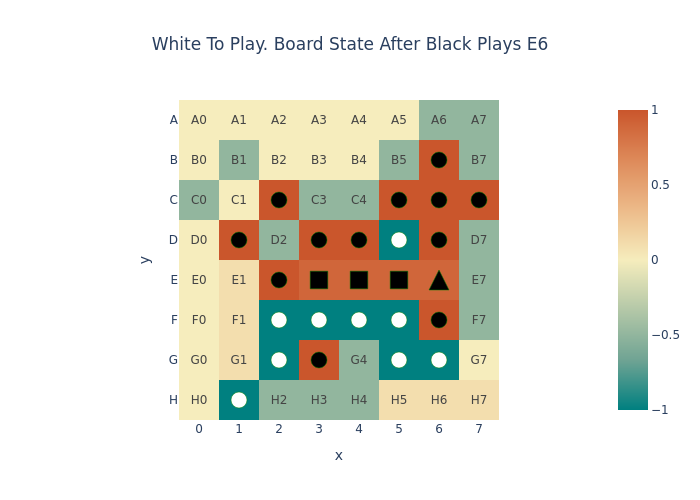 White To Play. Board State After Black Plays E6
A A0 A1 A2 A3 A4 A5 A6 A7
B B0 B1 B2 B3 B4 B5 B7
C C0 C1 C3 C4
D D0 D2 D7
E E0 E1 E7
F F0 F1 F7
G G0 G1 G4 G7
H H0 H2 H3 H4 H5 H6 H7
0 1 2 3 4 5 6 7
x
y
1
0.5
0
−0.5
−1